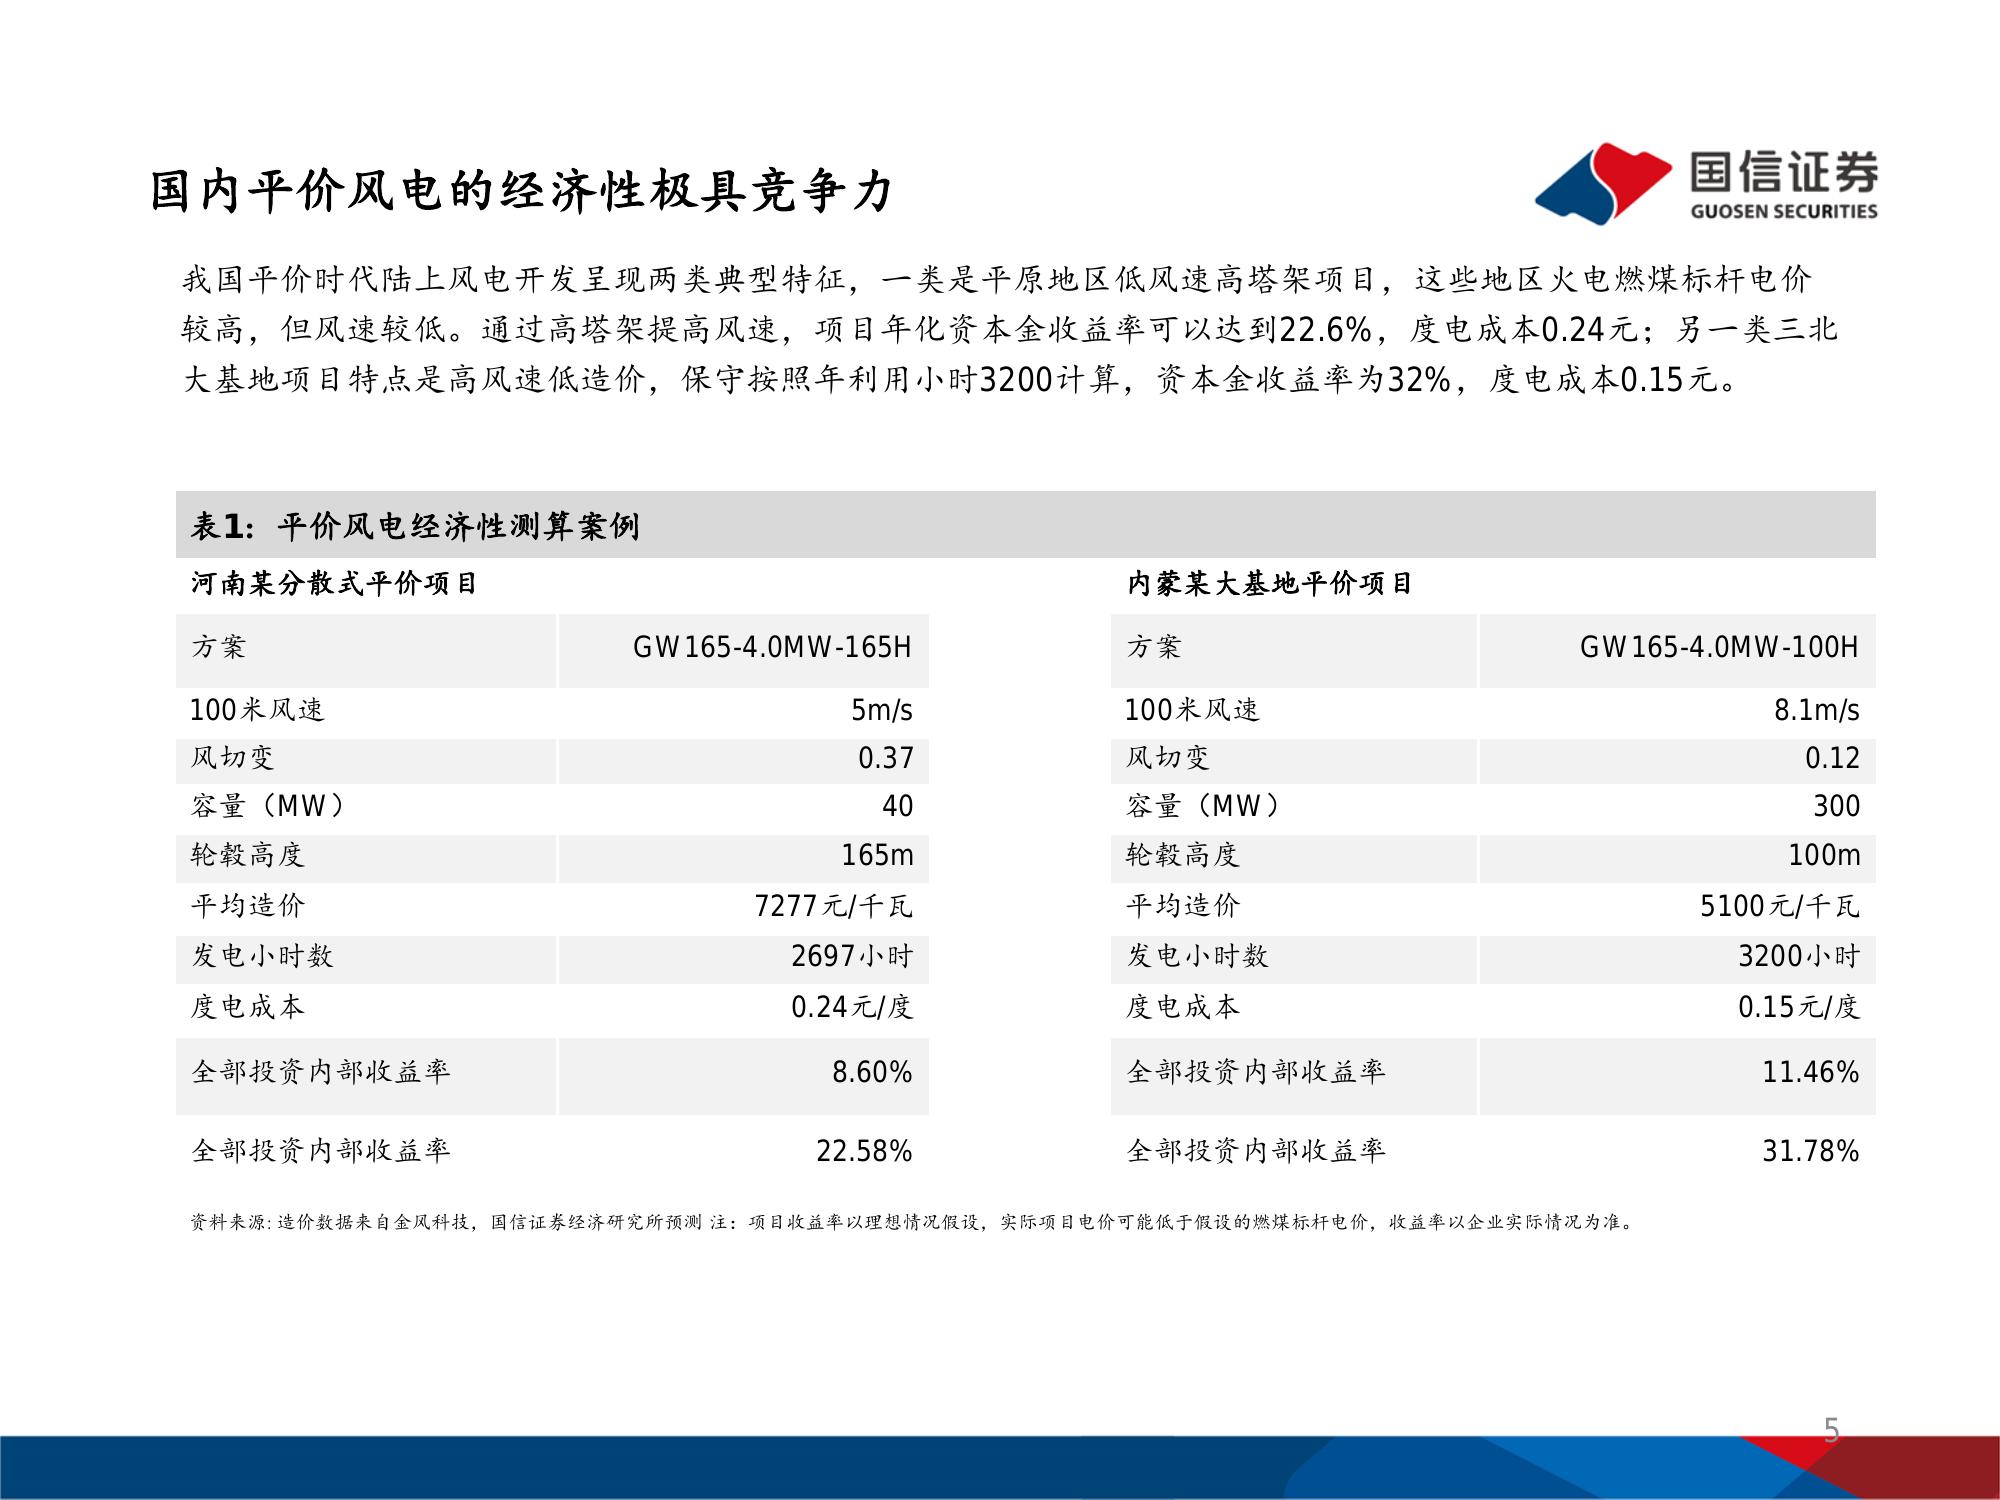 国内平价风电的经济性极具竞争力
国信证券
GUOSEN SECURITIES
我国平价时代陆上风电开发呈现两类典型特征，一类是平原地区低风速高塔架项目，这些地区火电燃煤标杆电价
较高，但风速较低。通过高塔架提高风速，项目年化资本金收益率可以达到22.6%，度电成本0.24元；另一类三北
大基地项目特点是高风速低造价，保守按照年利用小时3200计算，资本金收益率为32%，度电成本0.15元。
表1：平价风电经济性测算案例
河南某分散式平价项目 内蒙某大基地平价项目
方案 GW165-4.0MW-165H 方案 GW165-4.0MW-100H
100米风速 5m/s 100米风速 8.1m/s
风切变 0.37 风切变 0.12
容量（MW） 40 容量（MW） 300
轮毂高度 165m 轮毂高度 100m
平均造价 7277元/千瓦 平均造价 5100元/千瓦
发电小时数 2697小时 发电小时数 3200小时
度电成本 0.24元/度 度电成本 0.15元/度
全部投资内部收益率 8.60% 全部投资内部收益率 11.46%
全部投资内部收益率 22.58% 全部投资内部收益率 31.78%
资料来源:造价数据来自金风科技，国信证券经济研究所预测 注：项目收益率以理想情况假设，实际项目电价可能低于假设的燃煤标杆电价，收益率以企业实际情况为准。
5